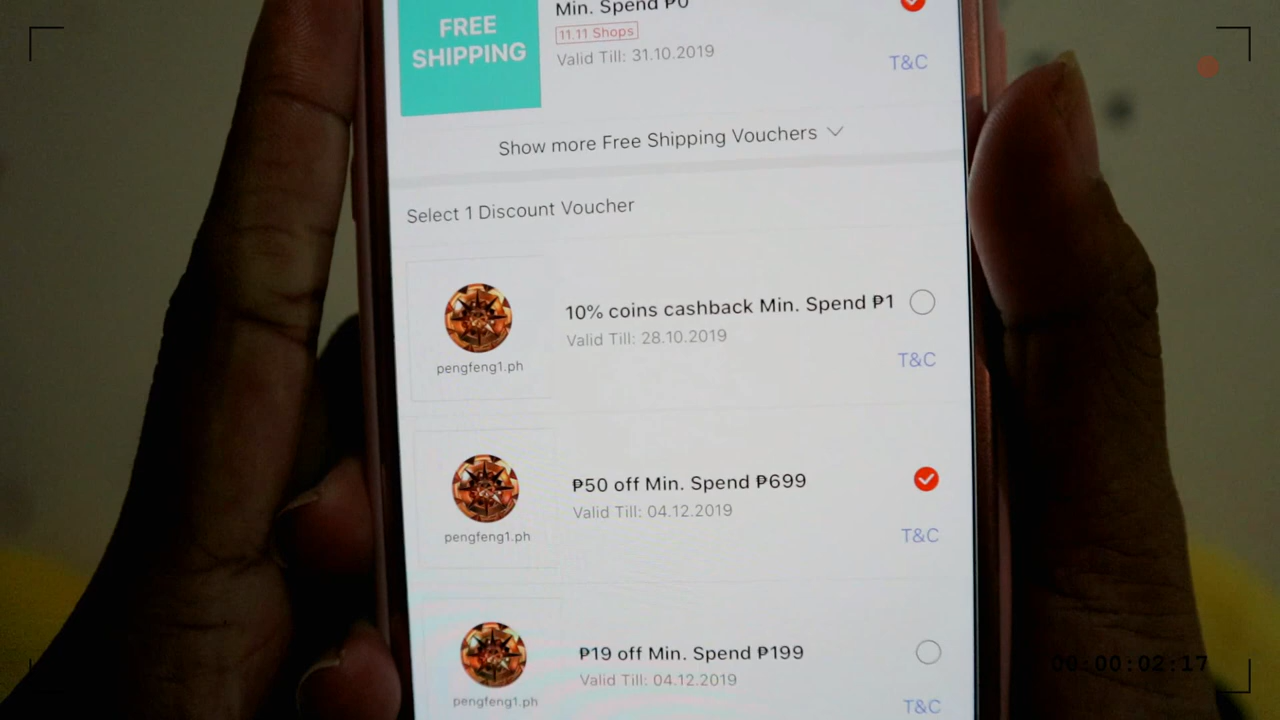 FREE
SHIPPING
Min. Spend ₱0
11.11 Shops
Valid Till: 31.10.2019
T&C
Show more Free Shipping Vouchers
Select 1 Discount Voucher
10% coins cashback Min. Spend ₱1
Valid Till: 28.10.2019
pengfeng1.ph
T&C
₱50 off Min. Spend ₱699
Valid Till: 04.12.2019
pengfeng1.ph
T&C
₱19 off Min. Spend ₱199
Valid Till: 04.12.2019
pengfeng1.ph
T&C
00:00:02:17